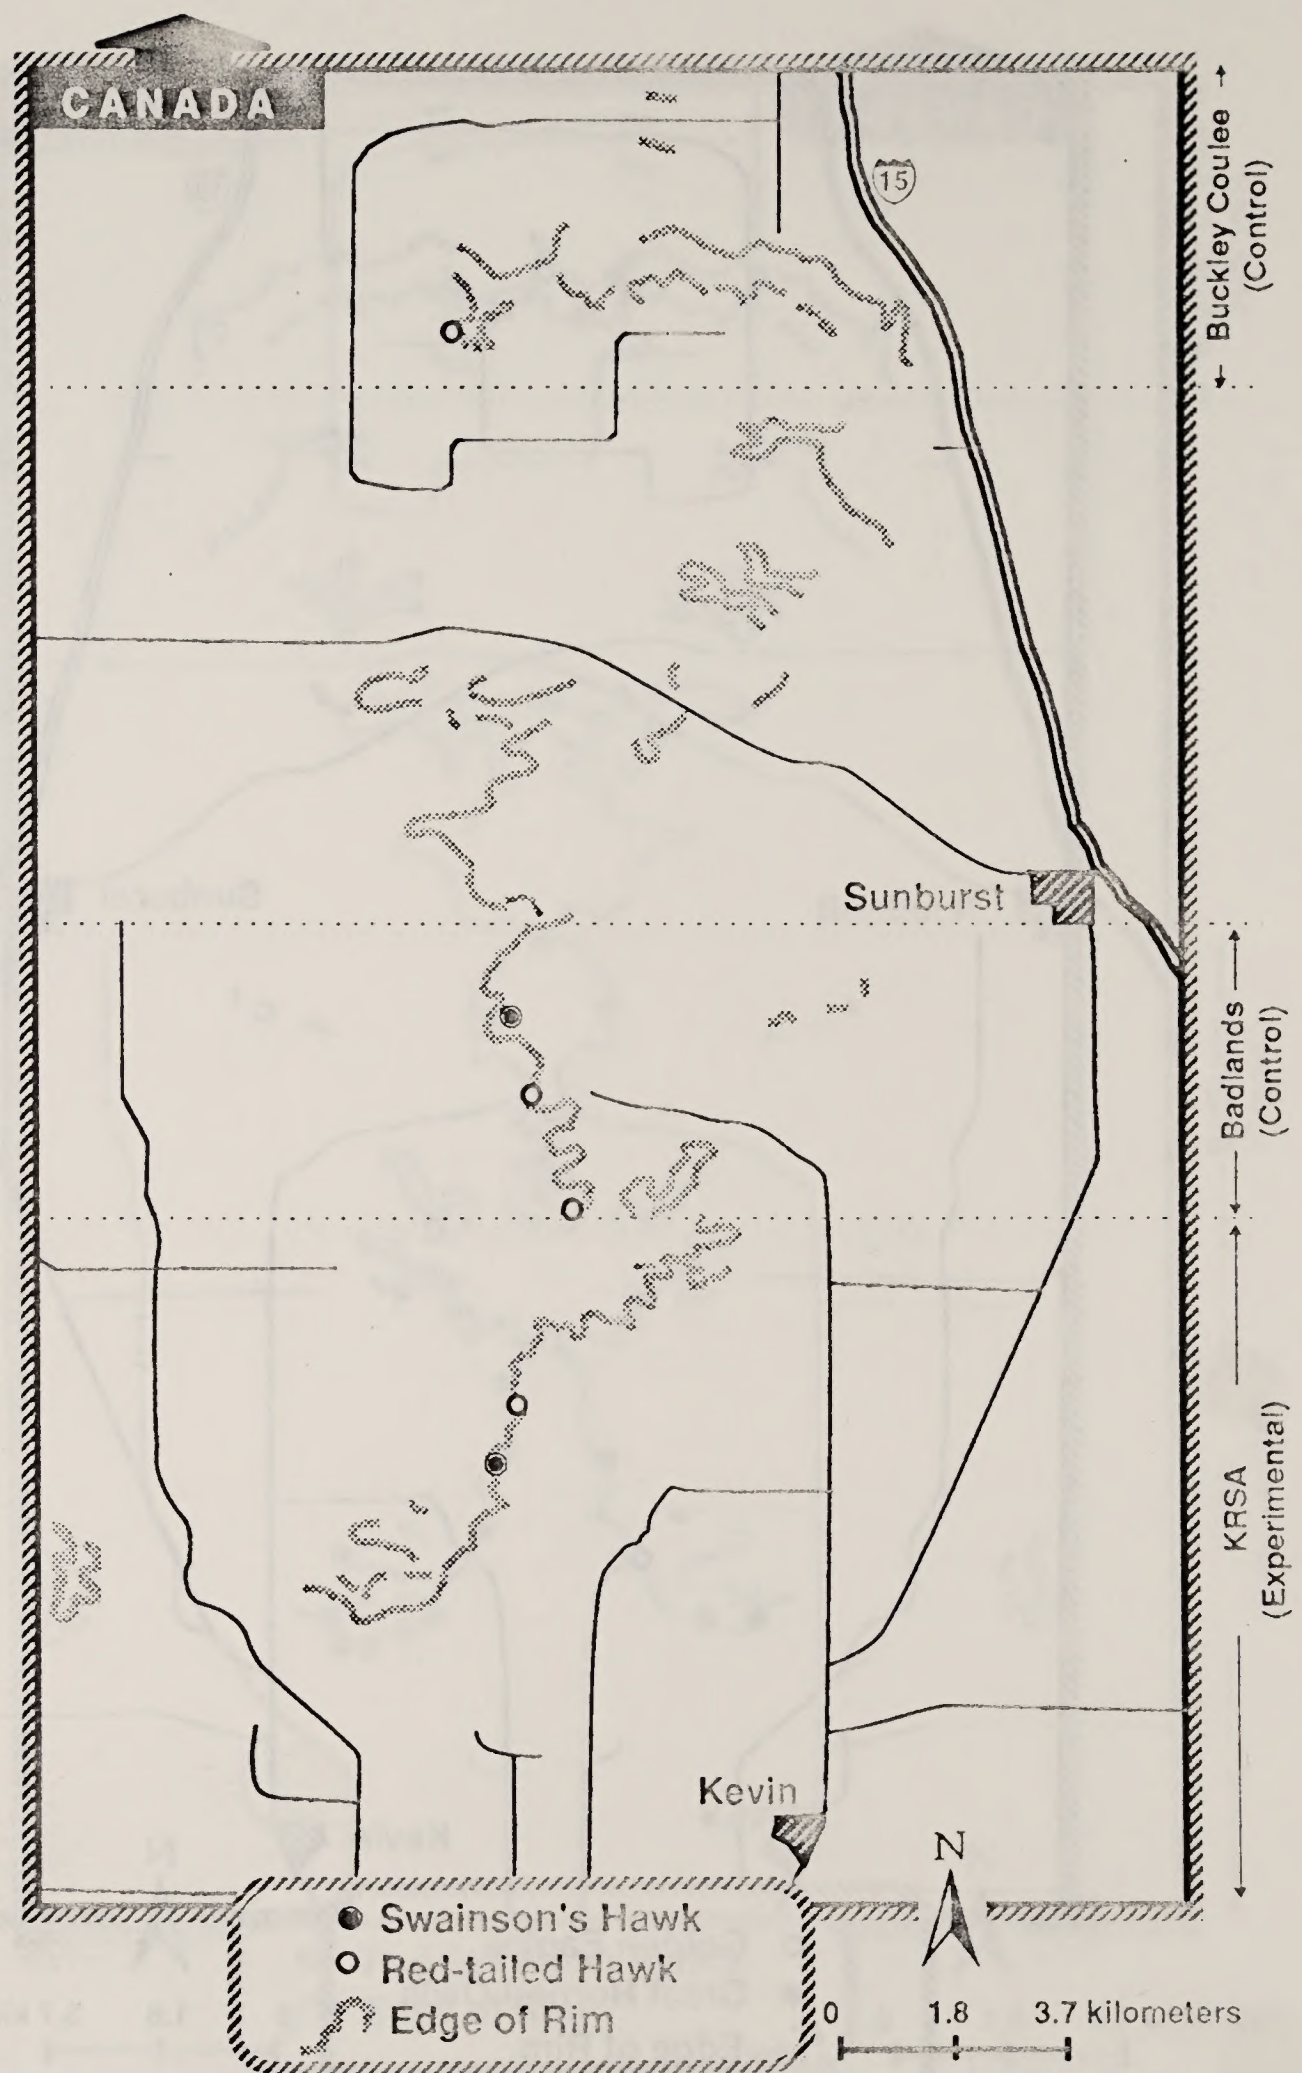 CANADA
15
Buckley Coulee
(Control)
Sunburst
Badlands
(Control)
KRSA
(Experimental)
Kevin
N
Swainson's Hawk
Red-tailed Hawk
Edge of Rim
0 1.8 3.7 kilometers